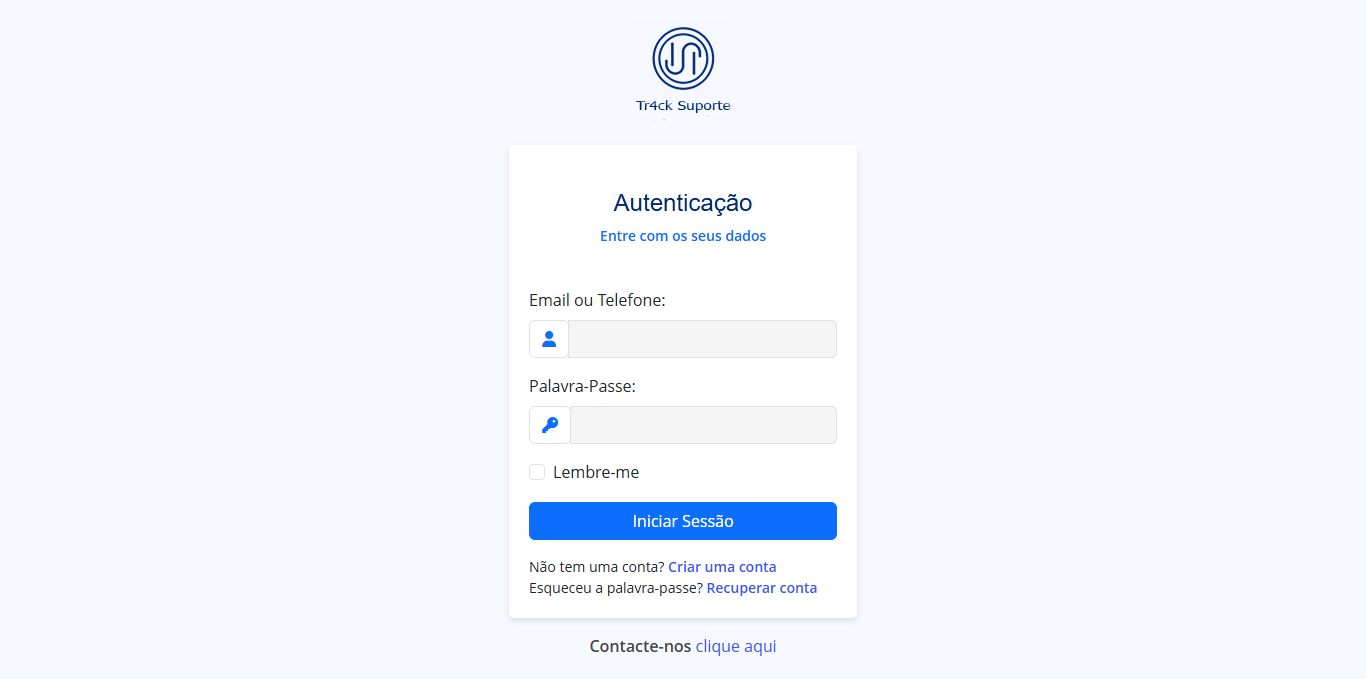 Tr4ck Suporte
Autenticação
Entre com os seus dados
Email ou Telefone:
Palavra-Passe:
Lembre-me
Iniciar Sessão
Não tem uma conta? Criar uma conta
Esqueceu a palavra-passe? Recuperar conta
Contacte-nos clique aqui